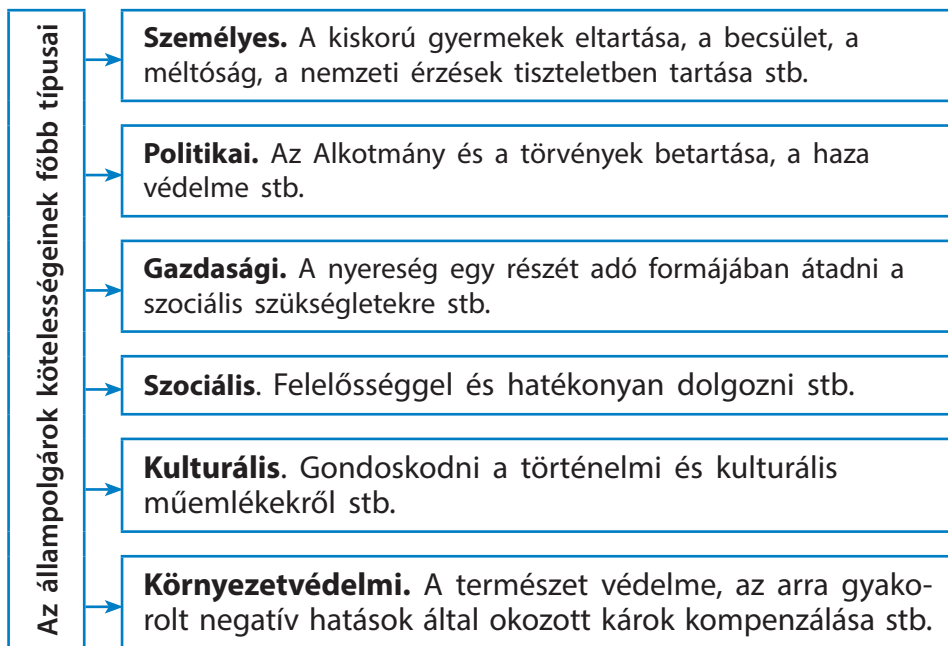 Az állampolgárok kötelességeinek főbb típusai
Személyes. A kiskorú gyermekek eltartása, a becsület, a
méltóság, a nemzeti érzések tiszteletben tartása stb.
Politikai. Az Alkotmány és a törvények betartása, a haza
védelme stb.
Gazdasági. A nyereség egy részét adó formájában átadni a
szociális szükségletekre stb.
Szociális. Felelősséggel és hatékonyan dolgozni stb.
Kulturális. Gondoskodni a történelmi és kulturális
műemlékekről stb.
Környezetvédelmi. A természet védelme, az arra gyako-
rolt negatív hatások által okozott károk kompenzálása stb.